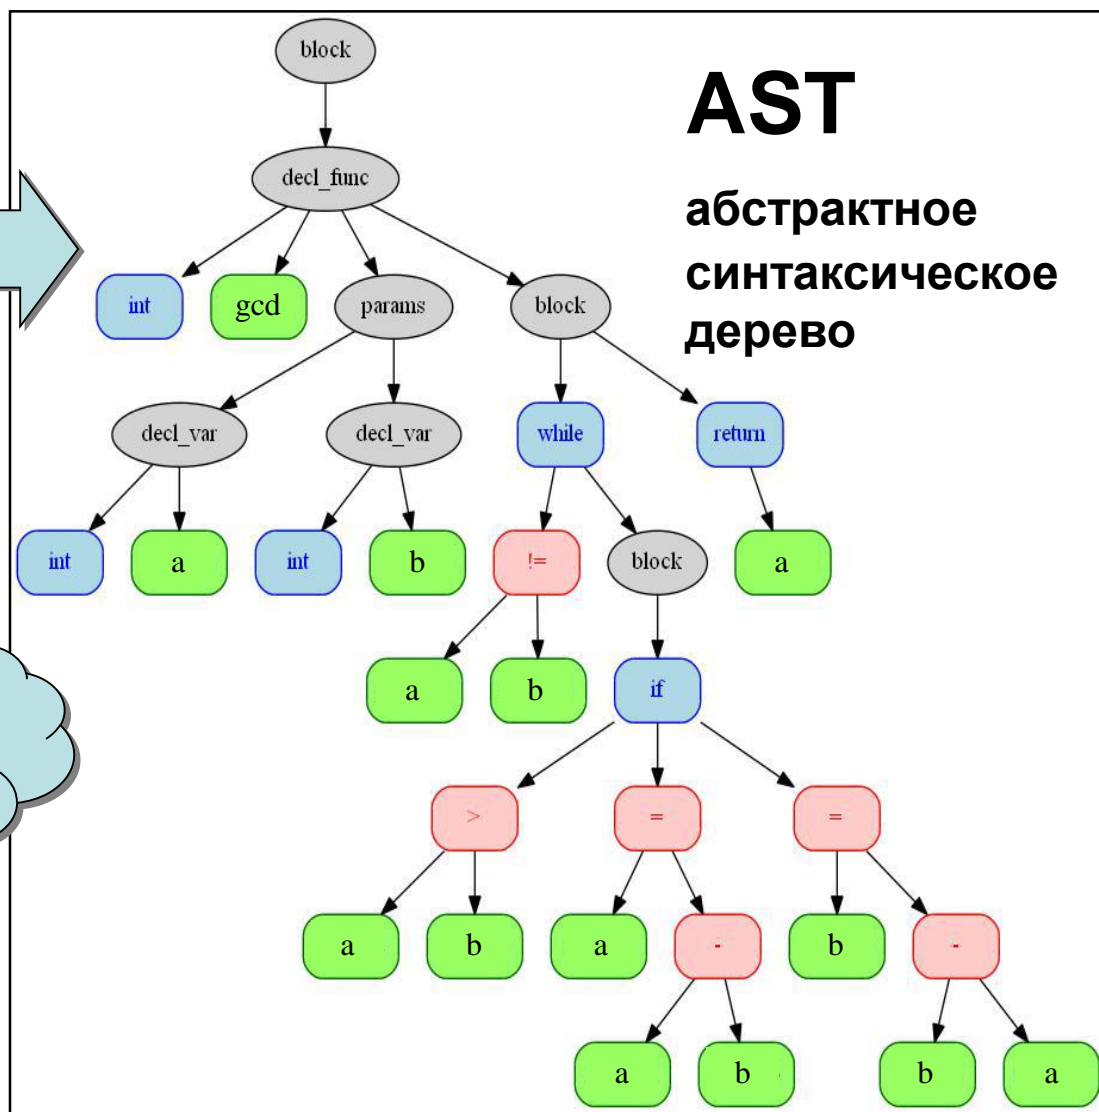 block
AST
decl_func
абстрактное
синтаксическое
дерево
int gcd params block
decl_var decl_var while return
int a int b != block a
a b if
> = =
a b a - b -
a b b a